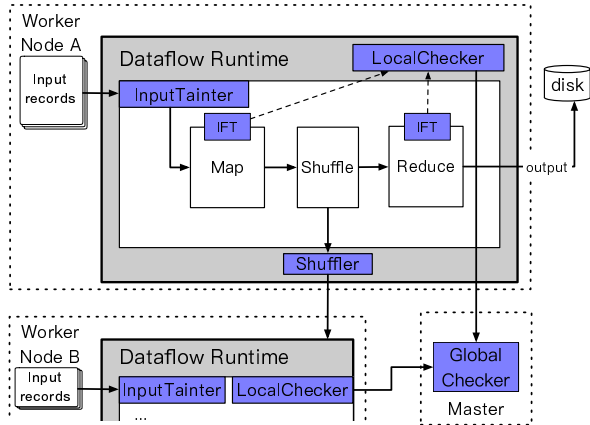 Worker
Node A
Input
records
Dataflow Runtime
LocalChecker
InputTainter
IFT
IFT
Map
Shuffle
Reduce
output
disk
Shuffler
Worker
Node B
Input
records
Dataflow Runtime
InputTainter
LocalChecker
...
Global
Checker
Master